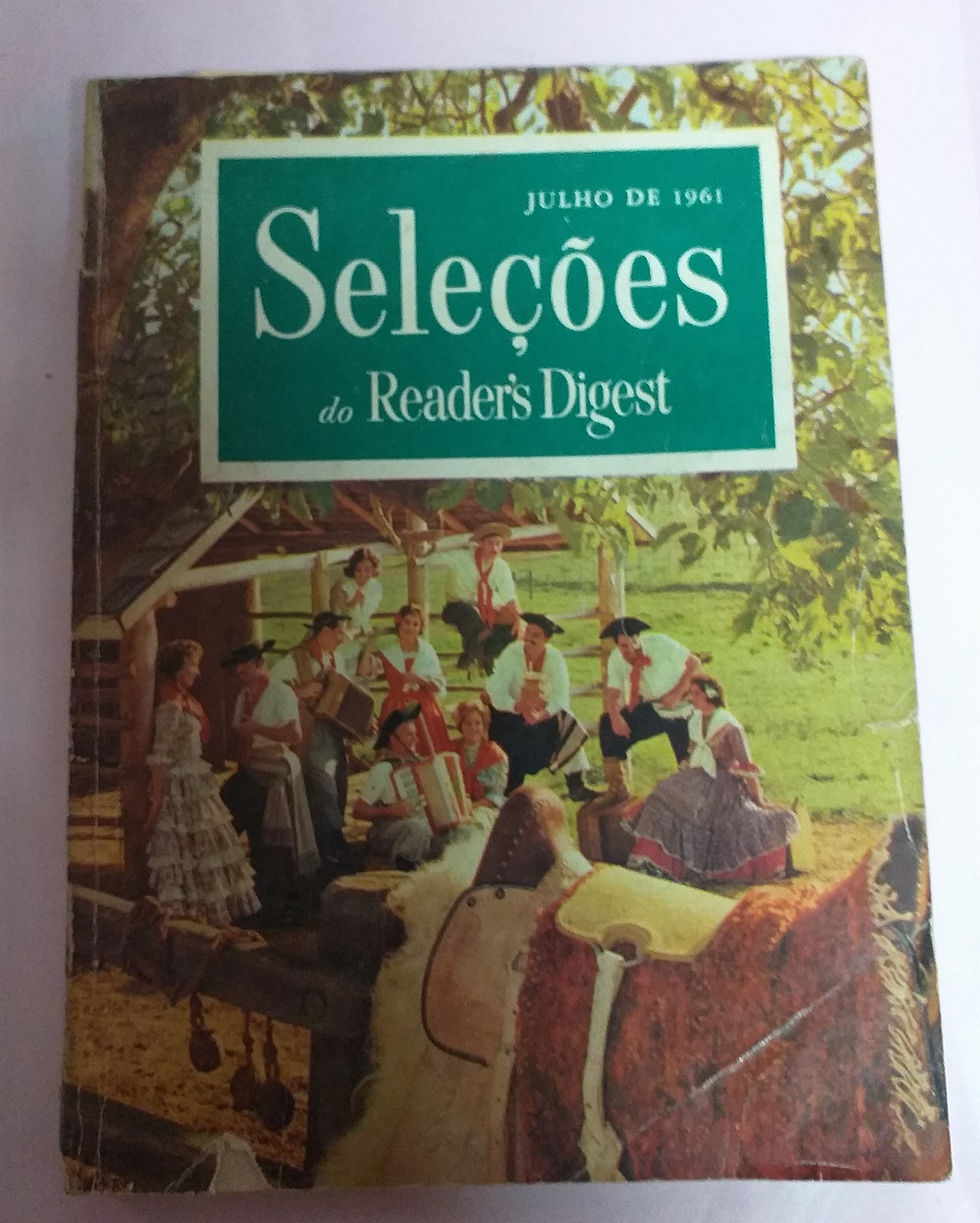 JULHO DE 1961
Seleções
do Reader's Digest